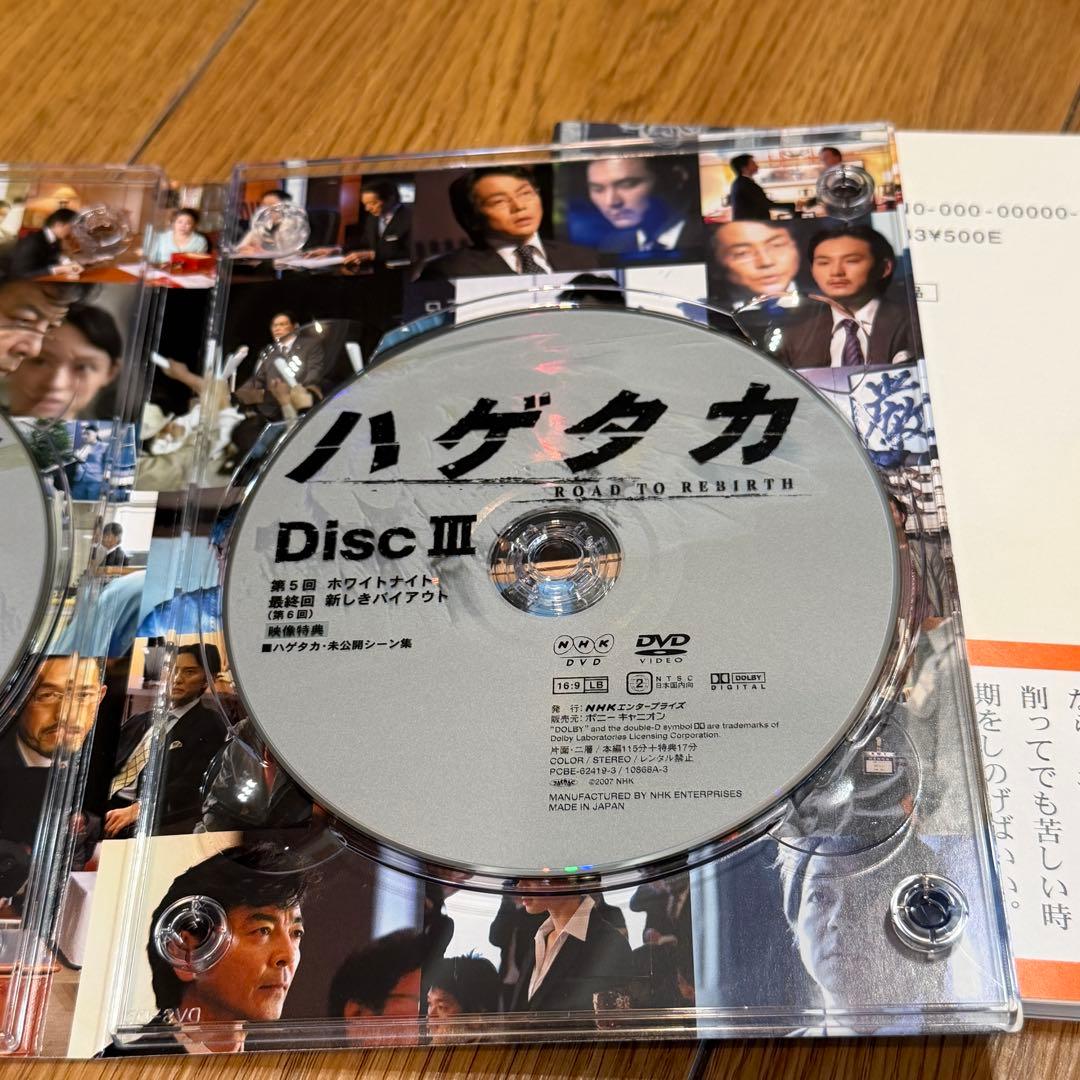 ハゲタカ
ROAD TO REBIRTH
Disc Ⅲ
第5回 ホワイトナイト
最終回 新しきバイアウト
(第6回)
映像特典
■ハゲタカ・未公開シーン集
NHK
DVD
DVD
VIDEO
16:9 LB
2
NTSC
日本国内向
DOLBY
DIGITAL
発 行:NHKエンタープライズ
販売元:ポニー キャニオン
"DOLBY" and the double-D symbol are trademarks of
Dolby Laboratories Licensing Corporation.
片面・二層/本編115分+特典17分
COLOR/STEREO/レンタル禁止
PCBE-62419-3/10868A-3
©2007 NHK
MANUFACTURED BY NHK ENTERPRISES
MADE IN JAPAN
0-000-00000-
3¥500E
削ってでも苦しい時
期をしのげばいい。